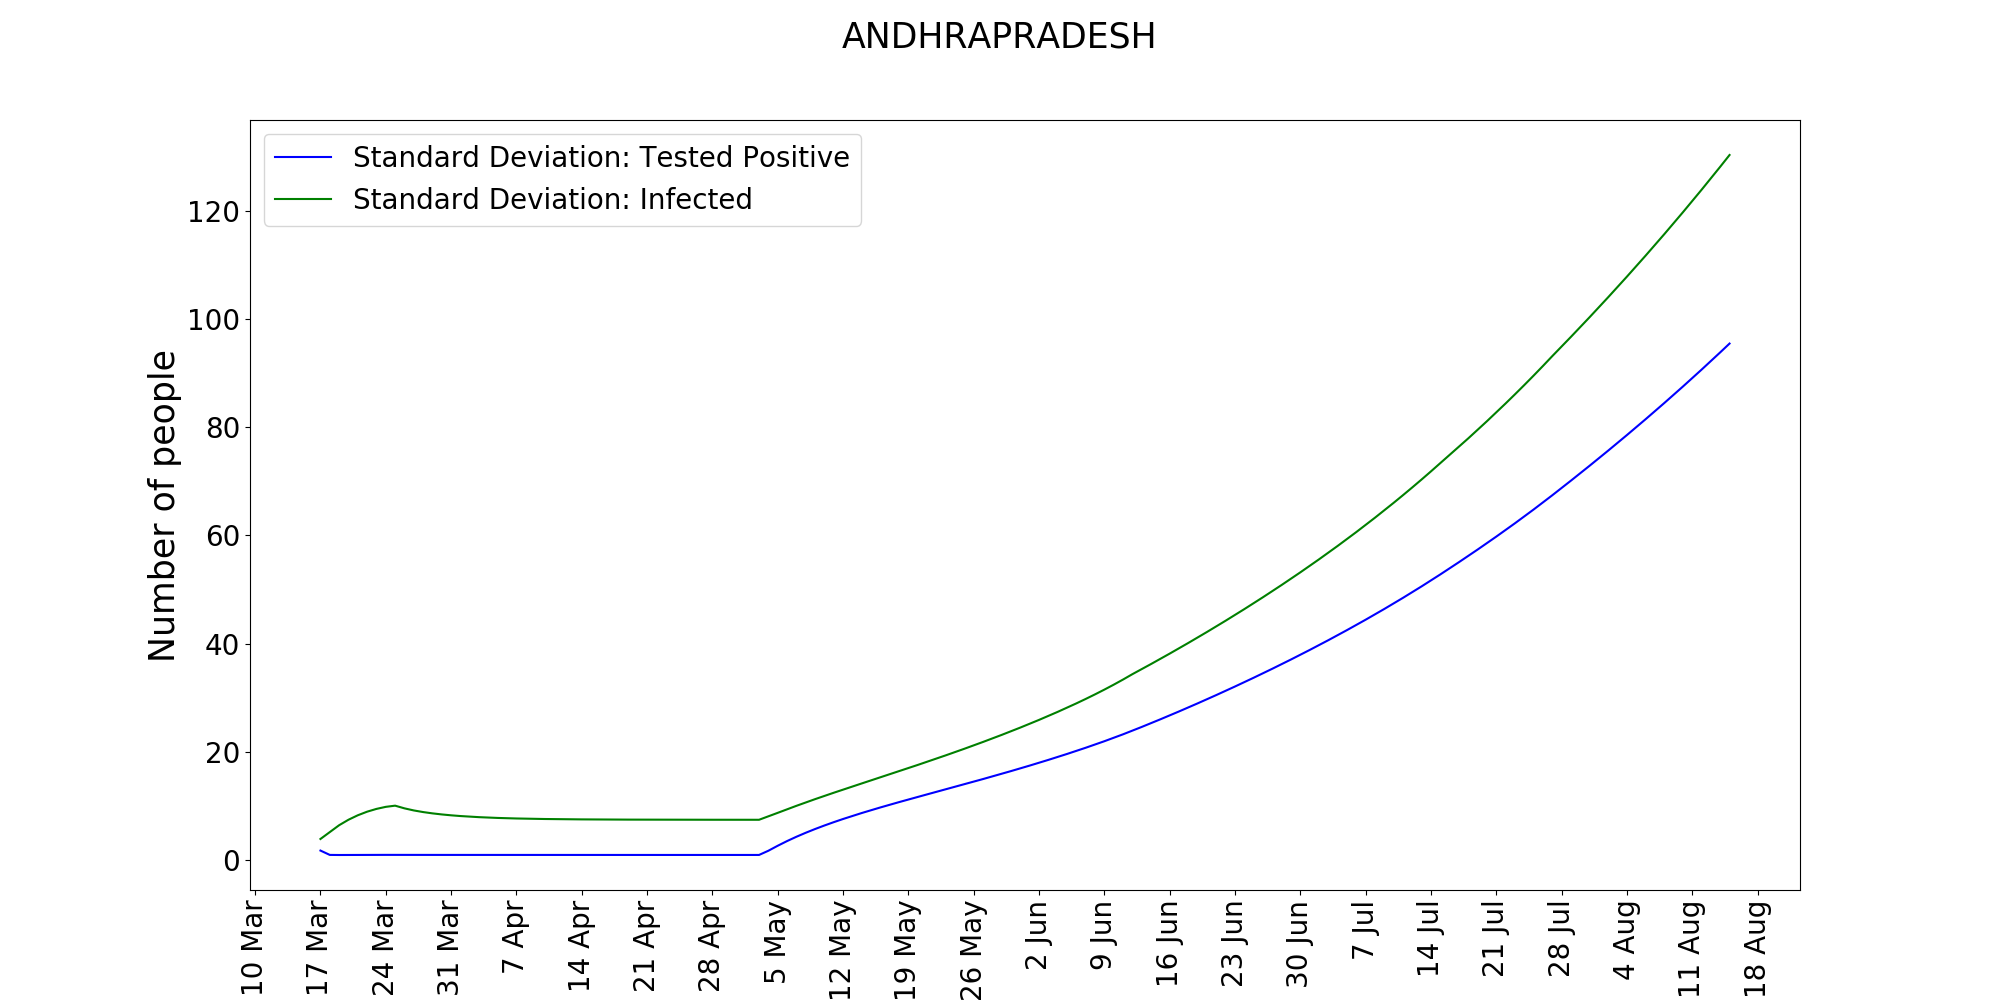 ANDHRAPRADESH
Standard Deviation: Tested Positive
Standard Deviation: Infected
Number of people
120
100
80
60
40
20
0
10 Mar
17 Mar
24 Mar
31 Mar
7 Apr
14 Apr
21 Apr
28 Apr
5 May
12 May
19 May
26 May
2 Jun
9 Jun
16 Jun
23 Jun
30 Jun
7 Jul
14 Jul
21 Jul
28 Jul
4 Aug
11 Aug
18 Aug